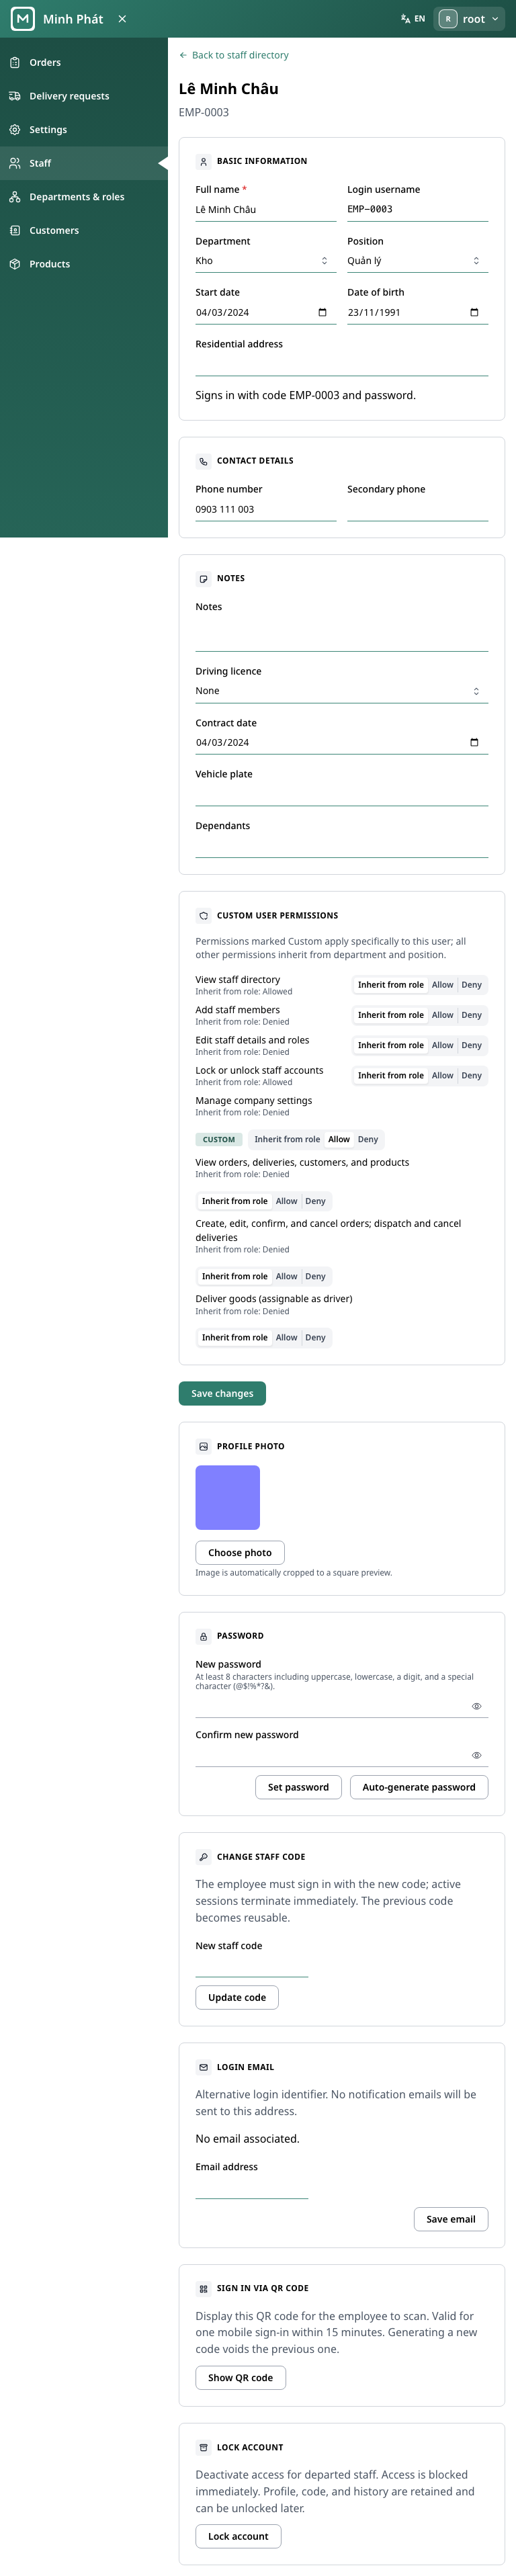 Minh Phát
EN
R
root
Orders
Delivery requests
Settings
Staff
Departments & roles
Customers
Products
Back to staff directory
Lê Minh Châu
EMP-0003
BASIC INFORMATION
Full name *
Login username
Lê Minh Châu
EMP-0003
Department
Position
Kho
Quản lý
Start date
Date of birth
04/03/2024
23/11/1991
Residential address
Signs in with code EMP-0003 and password.
CONTACT DETAILS
Phone number
Secondary phone
0903 111 003
NOTES
Notes
Driving licence
None
Contract date
04/03/2024
Vehicle plate
Dependants
CUSTOM USER PERMISSIONS
Permissions marked Custom apply specifically to this user; all
other permissions inherit from department and position.
View staff directory
Inherit from role: Allowed
Inherit from role Allow Deny
Add staff members
Inherit from role: Denied
Inherit from role Allow Deny
Edit staff details and roles
Inherit from role: Denied
Inherit from role Allow Deny
Lock or unlock staff accounts
Inherit from role: Allowed
Inherit from role Allow Deny
Manage company settings
Inherit from role: Denied
CUSTOM Inherit from role Allow Deny
View orders, deliveries, customers, and products
Inherit from role: Denied
Inherit from role Allow Deny
Create, edit, confirm, and cancel orders; dispatch and cancel
deliveries
Inherit from role: Denied
Inherit from role Allow Deny
Deliver goods (assignable as driver)
Inherit from role: Denied
Inherit from role Allow Deny
Save changes
PROFILE PHOTO
Choose photo
Image is automatically cropped to a square preview.
PASSWORD
New password
At least 8 characters including uppercase, lowercase, a digit, and a special
character (@$!%*?&).
Confirm new password
Set password
Auto-generate password
CHANGE STAFF CODE
The employee must sign in with the new code; active
sessions terminate immediately. The previous code
becomes reusable.
New staff code
Update code
LOGIN EMAIL
Alternative login identifier. No notification emails will be
sent to this address.
No email associated.
Email address
Save email
SIGN IN VIA QR CODE
Display this QR code for the employee to scan. Valid for
one mobile sign-in within 15 minutes. Generating a new
code voids the previous one.
Show QR code
LOCK ACCOUNT
Deactivate access for departed staff. Access is blocked
immediately. Profile, code, and history are retained and
can be unlocked later.
Lock account